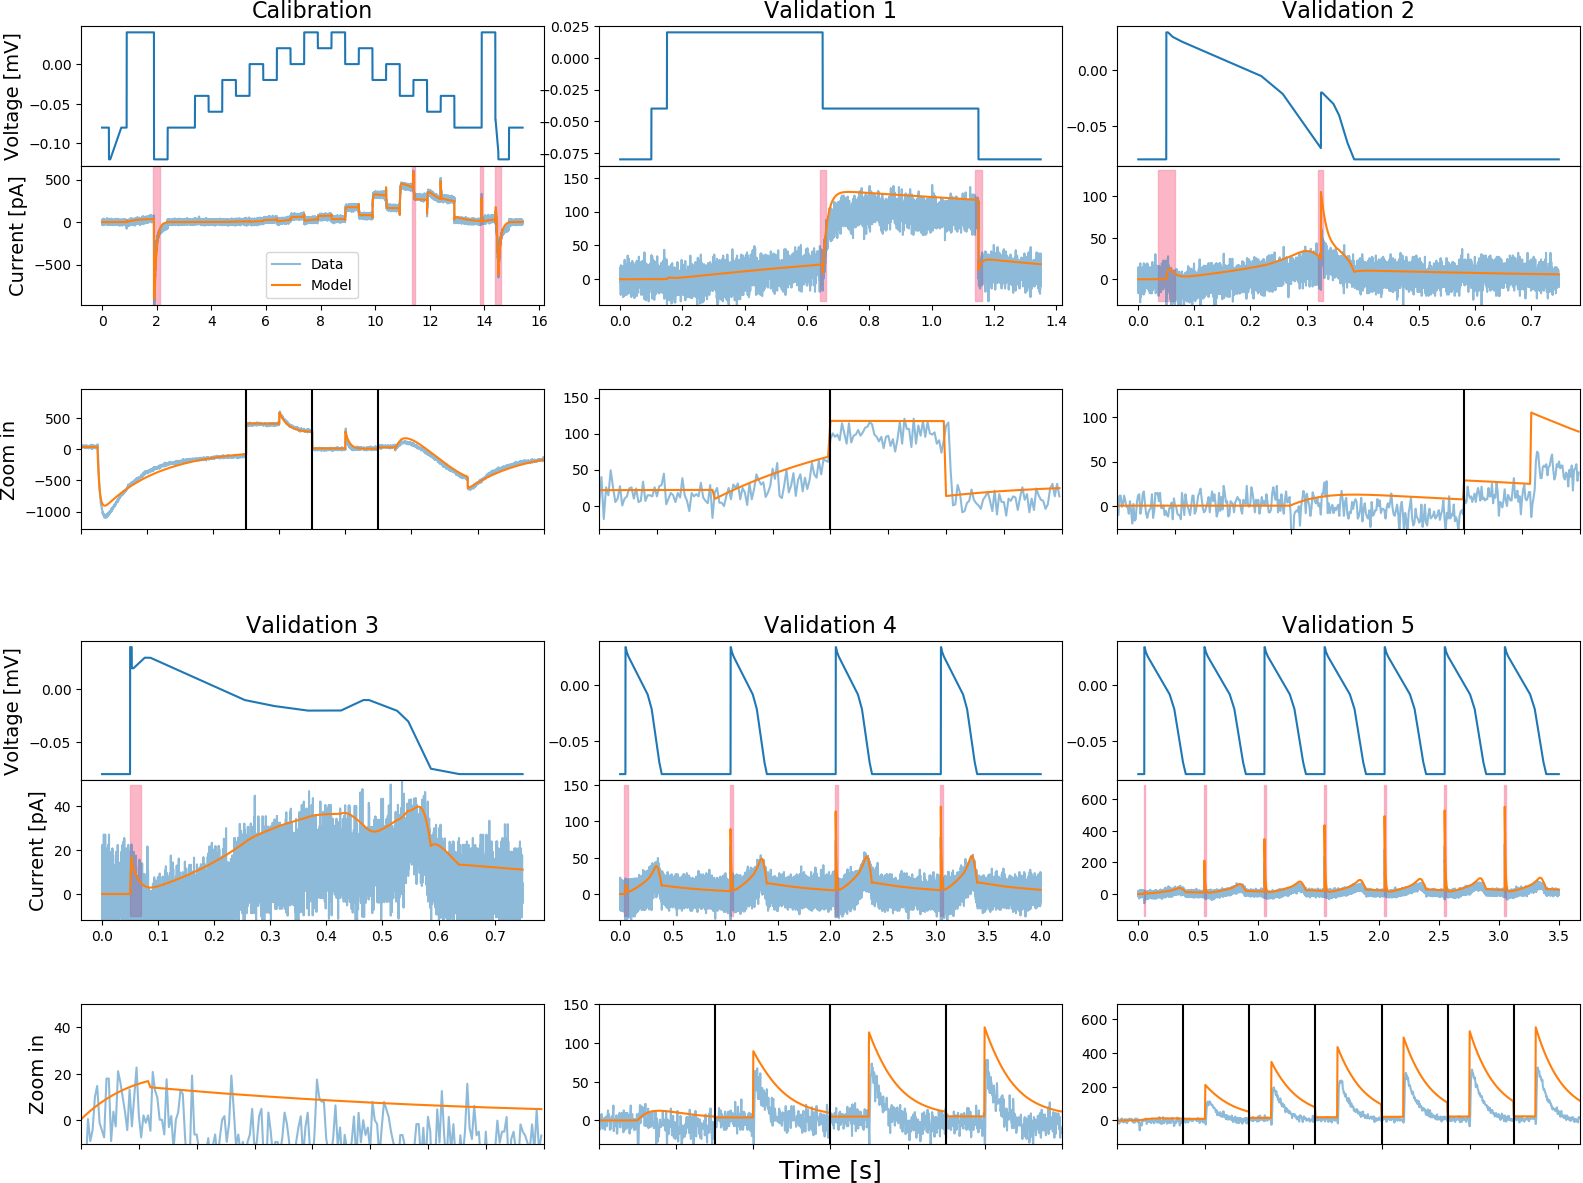 Calibration
Validation 1
Validation 2
Voltage [mV]
0.00
−0.05
−0.10
0.025
0.000
−0.025
−0.050
−0.075
0.00
−0.05
Current [pA]
500
0
−500
Data
Model
150
100
50
0
100
50
0
0 2 4 6 8 10 12 14 16
0.0 0.2 0.4 0.6 0.8 1.0 1.2 1.4
0.0 0.1 0.2 0.3 0.4 0.5 0.6 0.7
Zoom in
500
0
−500
−1000
150
100
50
0
100
50
0
Validation 3
Validation 4
Validation 5
Voltage [mV]
0.00
−0.05
0.00
−0.05
0.00
−0.05
Current [pA]
40
20
0
150
100
50
0
600
400
200
0
0.0 0.1 0.2 0.3 0.4 0.5 0.6 0.7
0.0 0.5 1.0 1.5 2.0 2.5 3.0 3.5 4.0
0.0 0.5 1.0 1.5 2.0 2.5 3.0 3.5
Zoom in
40
20
0
150
100
50
0
600
400
200
0
Time [s]